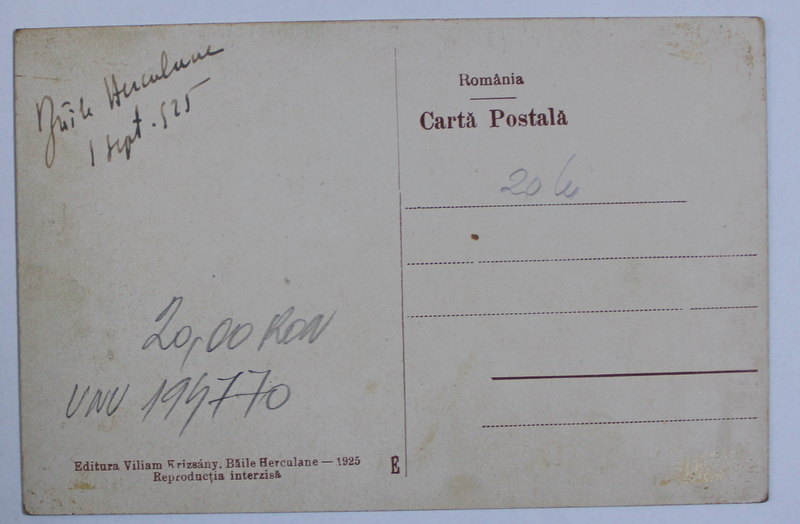 Băile Herculane
1 Sept. 925
20,00 RON
UNU 194770
Editura Viliam Krizsány, Băile Herculane — 1925
Reproducția interzisă
E
România
Cartă Postală
20 lei